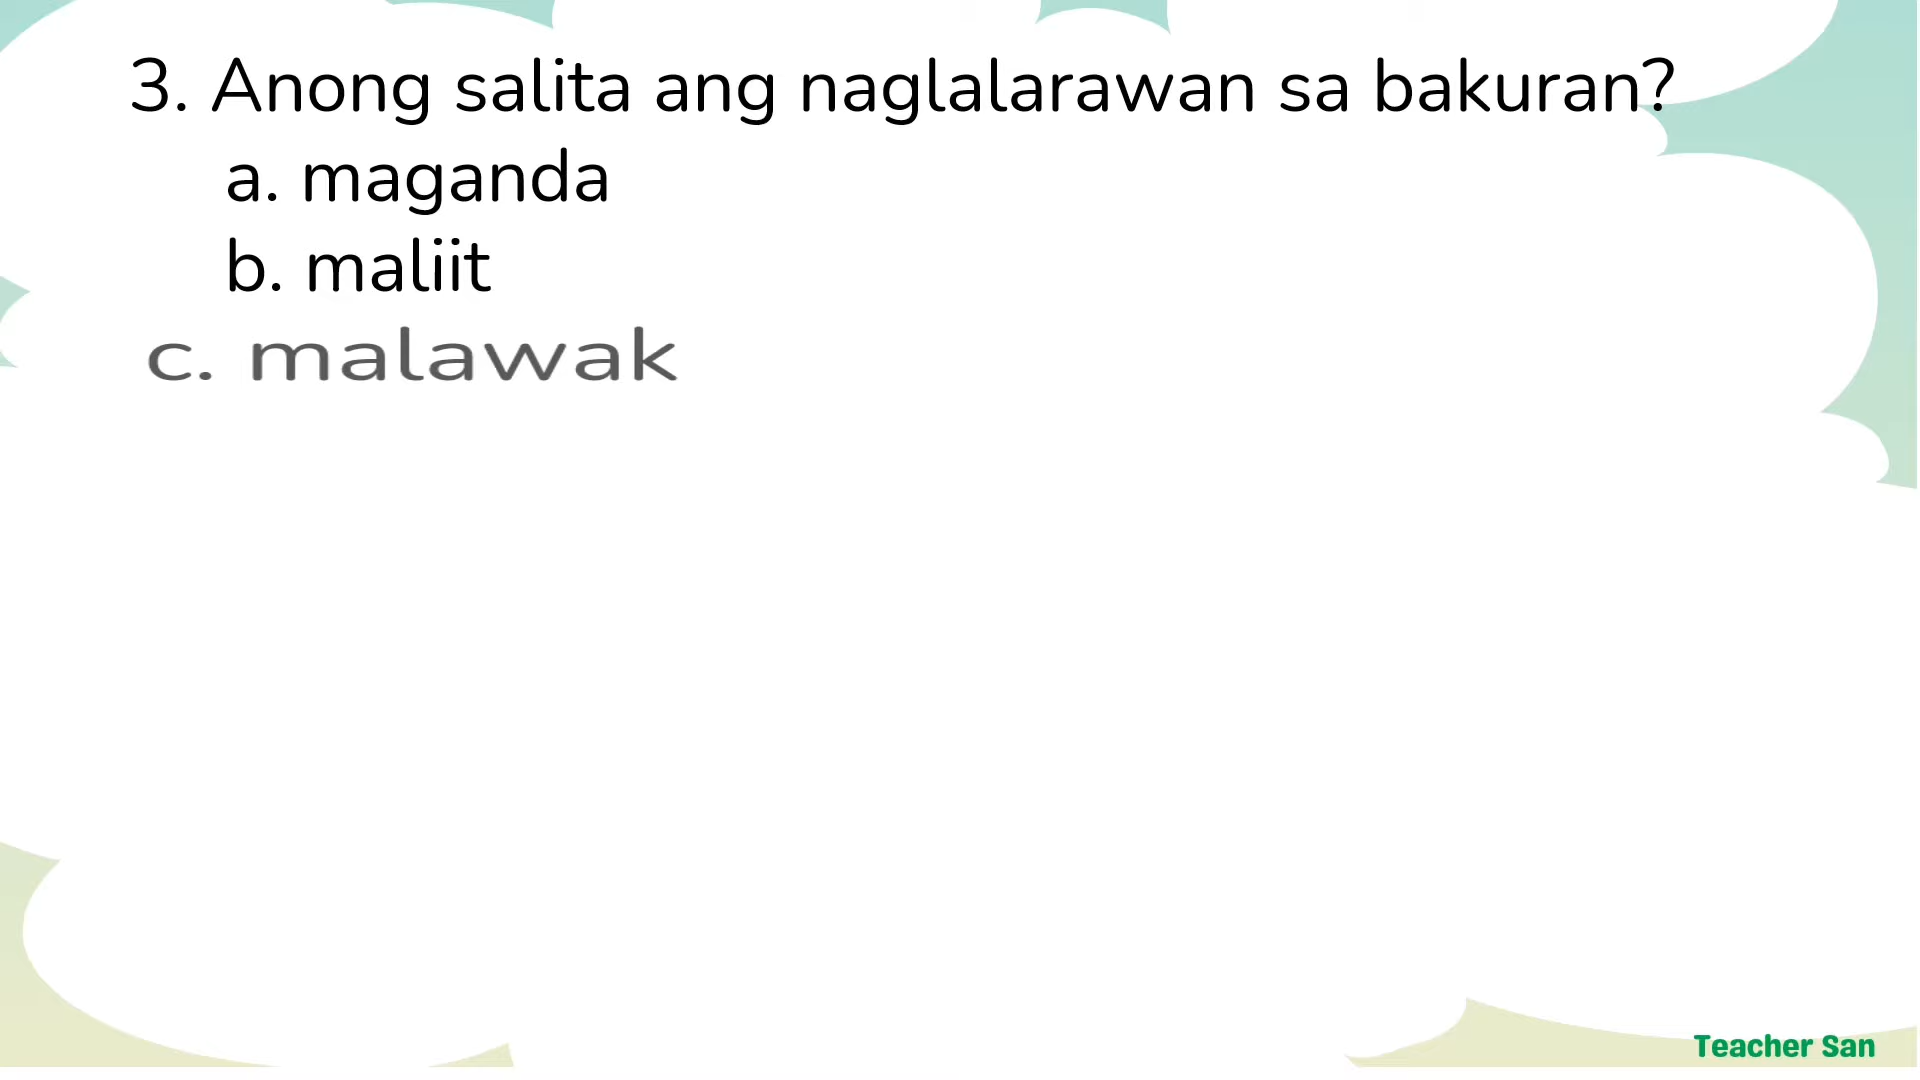 3. Anong salita ang naglalarawan sa bakuran?
a. maganda
b. maliit
c. malawak
Teacher San